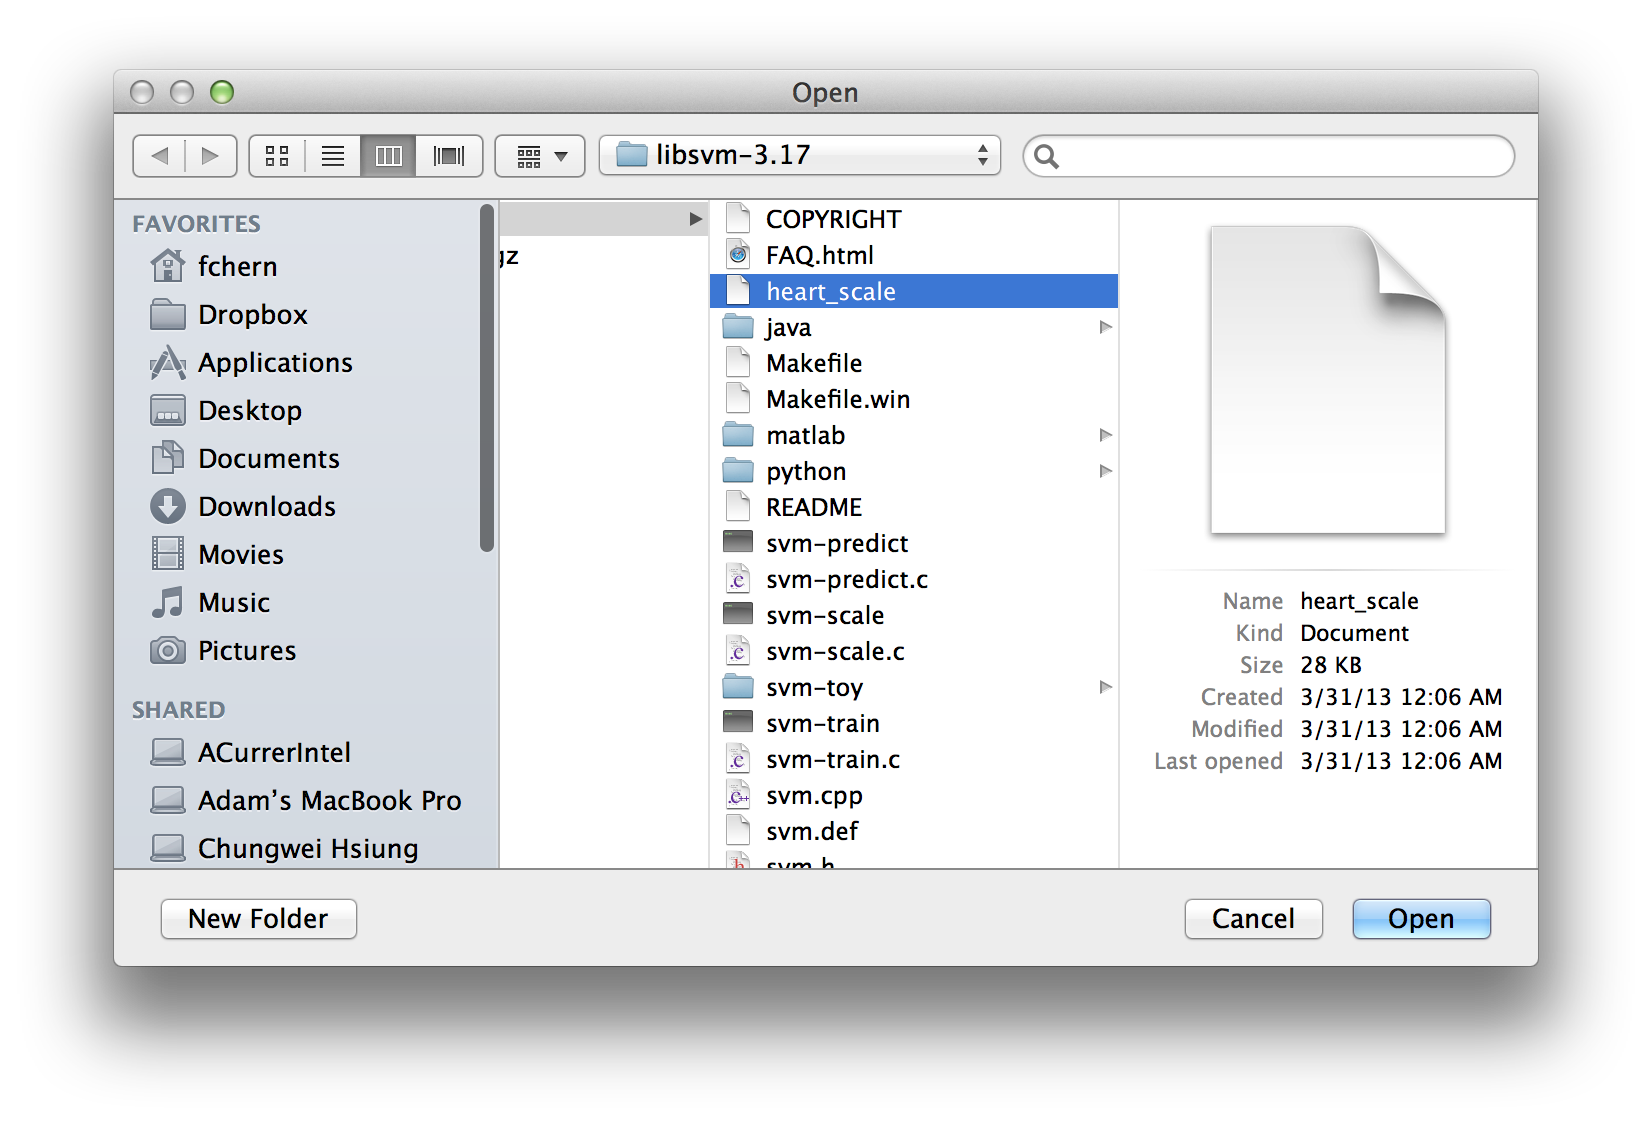 Open
libsvm-3.17
FAVORITES
fchern
Dropbox
Applications
Desktop
Documents
Downloads
Movies
Music
Pictures
SHARED
ACurrerIntel
Adam's MacBook Pro
Chungwei Hsiung
gz
COPYRIGHT
FAQ.html
heart_scale
java
Makefile
Makefile.win
matlab
python
README
svm-predict
svm-predict.c
svm-scale
svm-scale.c
svm-toy
svm-train
svm-train.c
svm.cpp
svm.def
svm.h
Name heart_scale
Kind Document
Size 28 KB
Created 3/31/13 12:06 AM
Modified 3/31/13 12:06 AM
Last opened 3/31/13 12:06 AM
New Folder
Cancel
Open